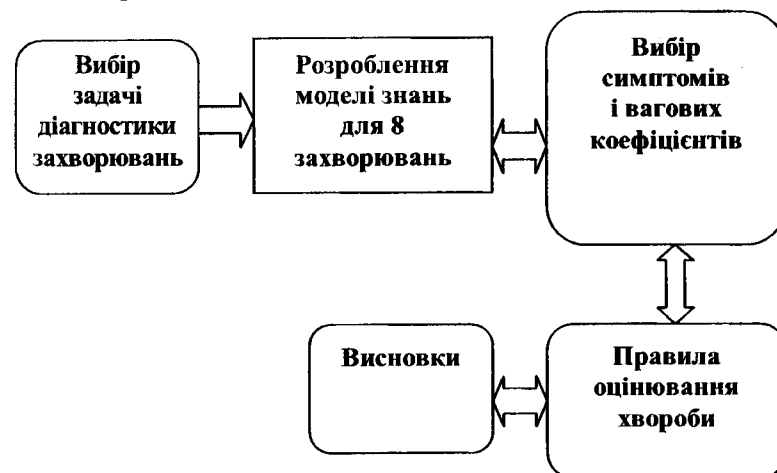 Вибір
задачі
діагностики
захворювань
Розроблення
моделі знань
для 8
захворювань
Вибір
симптомів
і вагових
коефіцієнтів
Висновки
Правила
оцінювання
хвороби